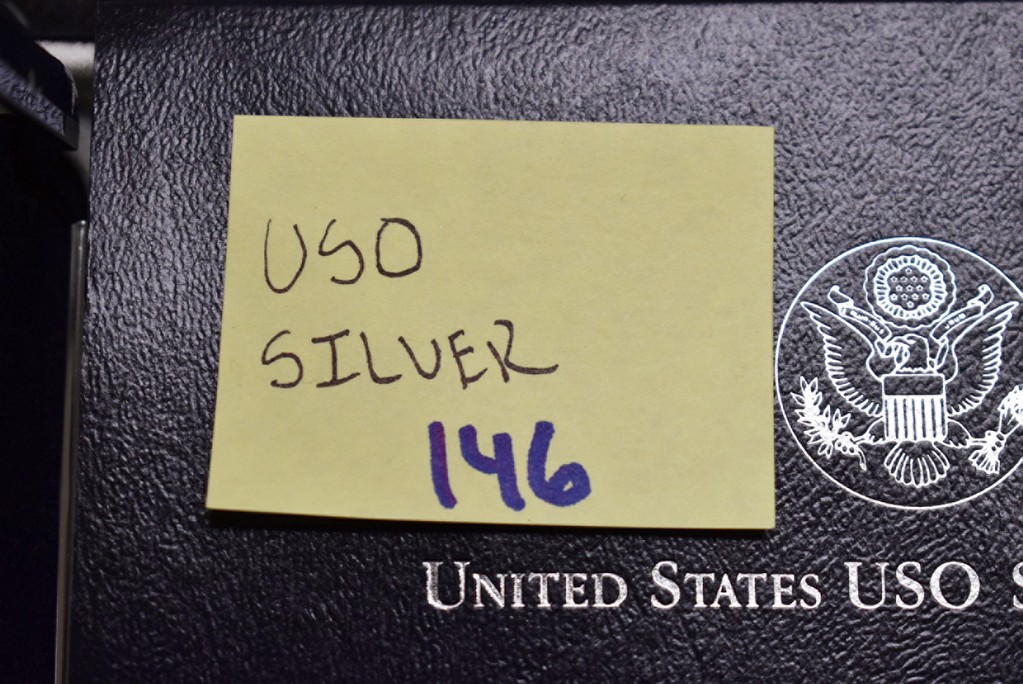 USO
SILVER
146
UNITED STATES USO S